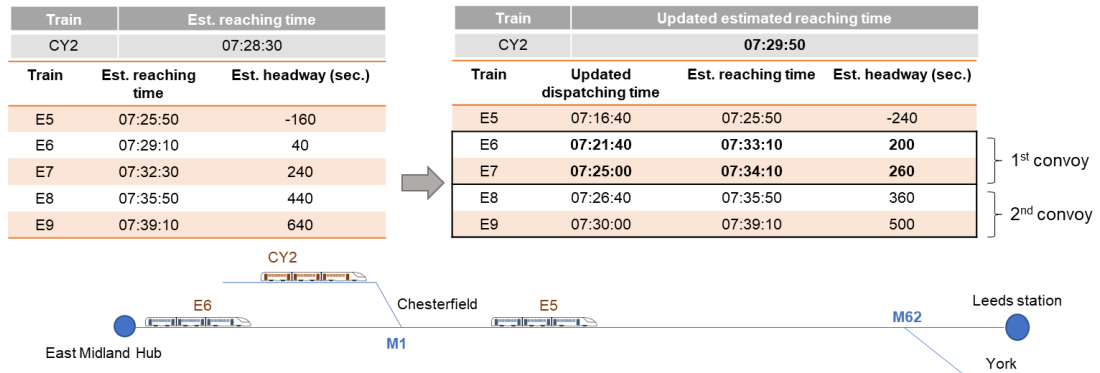 Train Est. reaching time
CY2 07:28:30
Train Est. reaching time Est. headway (sec.)
E5 07:25:50 -160
E6 07:29:10 40
E7 07:32:30 240
E8 07:35:50 440
E9 07:39:10 640
Train Updated estimated reaching time
CY2 07:29:50
Train Updated dispatching time Est. reaching time Est. headway (sec.)
E5 07:16:40 07:25:50 -240
E6 07:21:40 07:33:10 200
E7 07:25:00 07:34:10 260
1st convoy
E8 07:26:40 07:35:50 360
E9 07:30:00 07:39:10 500
2nd convoy
CY2
E6
Chesterfield
E5
Leeds station
M62
M1
East Midland Hub
York